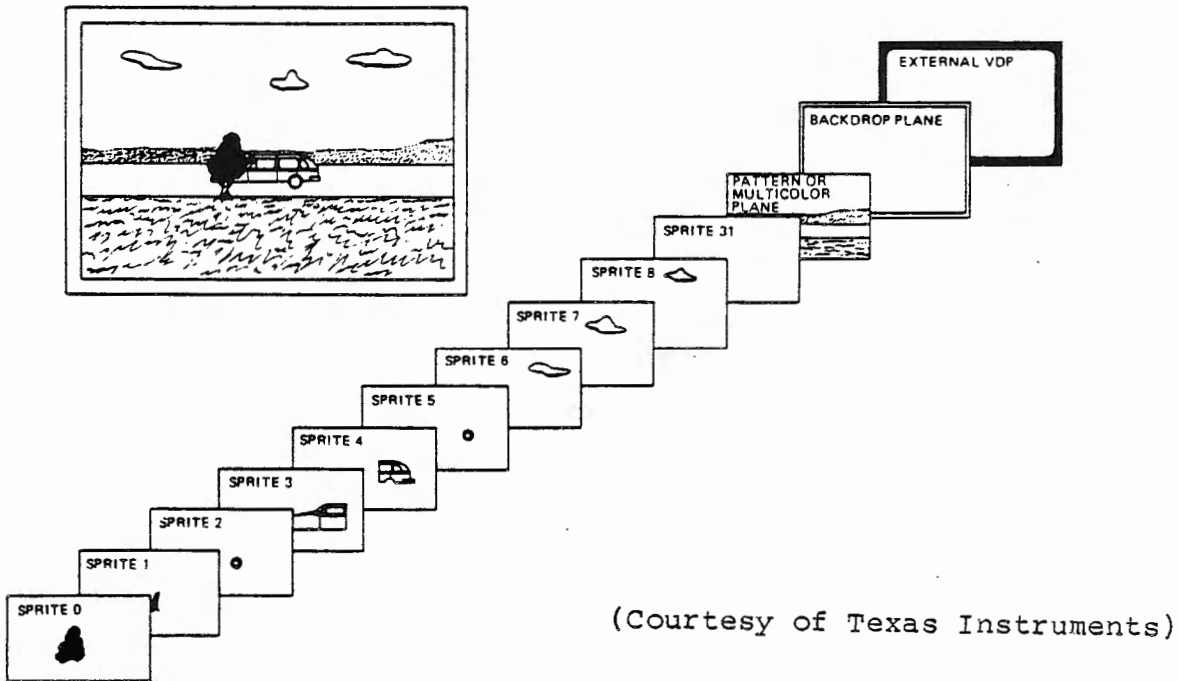 EXTERNAL VDP
BACKDROP PLANE
PATTERN OR
MULTICOLOR
PLANE
SPRITE 31
SPRITE 8
SPRITE 7
SPRITE 6
SPRITE 5
SPRITE 4
SPRITE 3
SPRITE 2
SPRITE 1
SPRITE 0
(Courtesy of Texas Instruments)